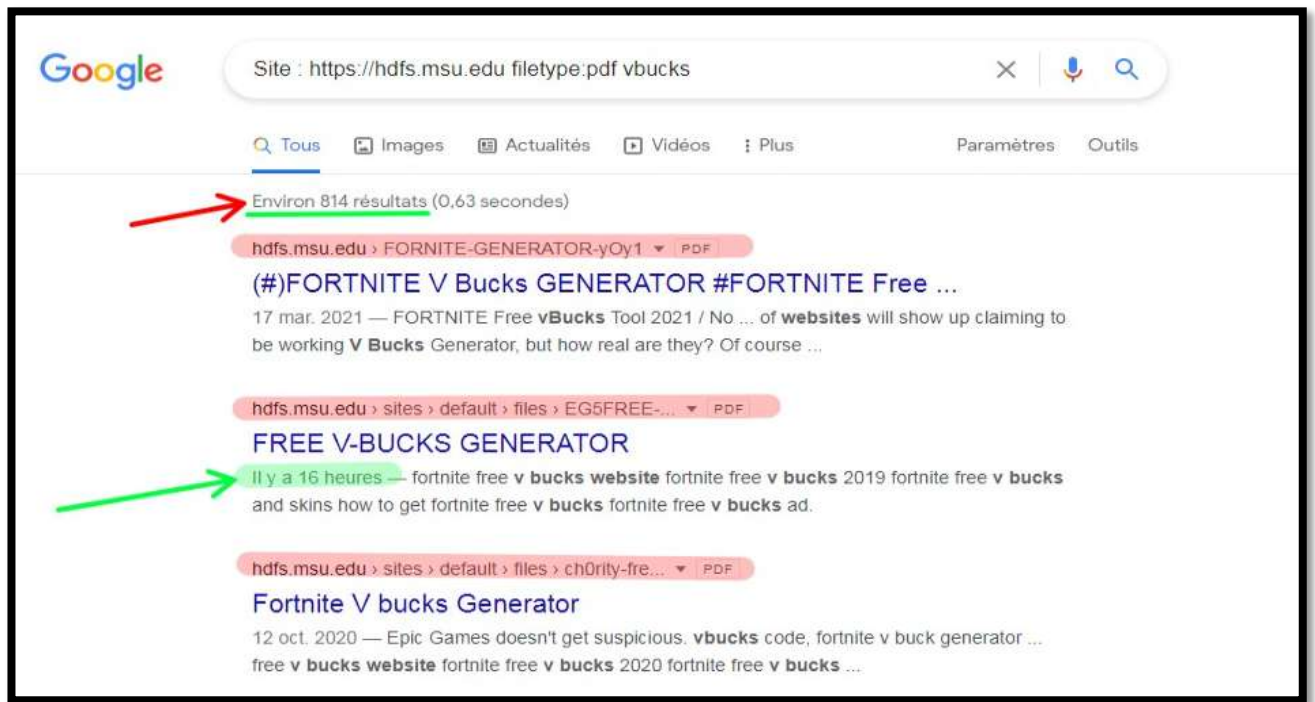 Google
Site : https://hdfs.msu.edu filetype:pdf vbucks
Tous Images Actualités Vidéos Plus Paramètres Outils
Environ 814 résultats (0,63 secondes)
hdfs.msu.edu › FORNITE-GENERATOR-yOy1 PDF
(#)FORTNITE V Bucks GENERATOR #FORTNITE Free ...
17 mar. 2021 — FORTNITE Free vBucks Tool 2021 / No ... of websites will show up claiming to
be working V Bucks Generator, but how real are they? Of course ...
hdfs.msu.edu › sites › default › files › EG5FREE-... PDF
FREE V-BUCKS GENERATOR
Il y a 16 heures — fortnite free v bucks website fortnite free v bucks 2019 fortnite free v bucks
and skins how to get fortnite free v bucks fortnite free v bucks ad.
hdfs.msu.edu › sites › default › files › ch0rity-fre... PDF
Fortnite V bucks Generator
12 oct. 2020 — Epic Games doesn't get suspicious. vbucks code, fortnite v buck generator ...
free v bucks website fortnite free v bucks 2020 fortnite free v bucks ...